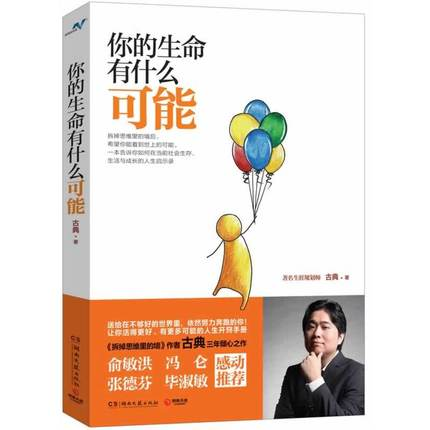 你的生命有什么可能
古典 · 著
你的生命
有什么
可能
拆掉思维里的墙后，
希望你能看到世上的可能，
一本告诉你如何在当前社会生存、
生活与成长的人生启示录
著名生涯规划师 古典 · 著
送给在不够好的世界里，依然努力奔跑的你！
让你活得更好、有更多可能的人生开窍手册
《拆掉思维里的墙》作者 古典 三年倾心之作
俞敏洪 冯仑 感动
张德芬 毕淑敏 推荐
湖南文艺出版社